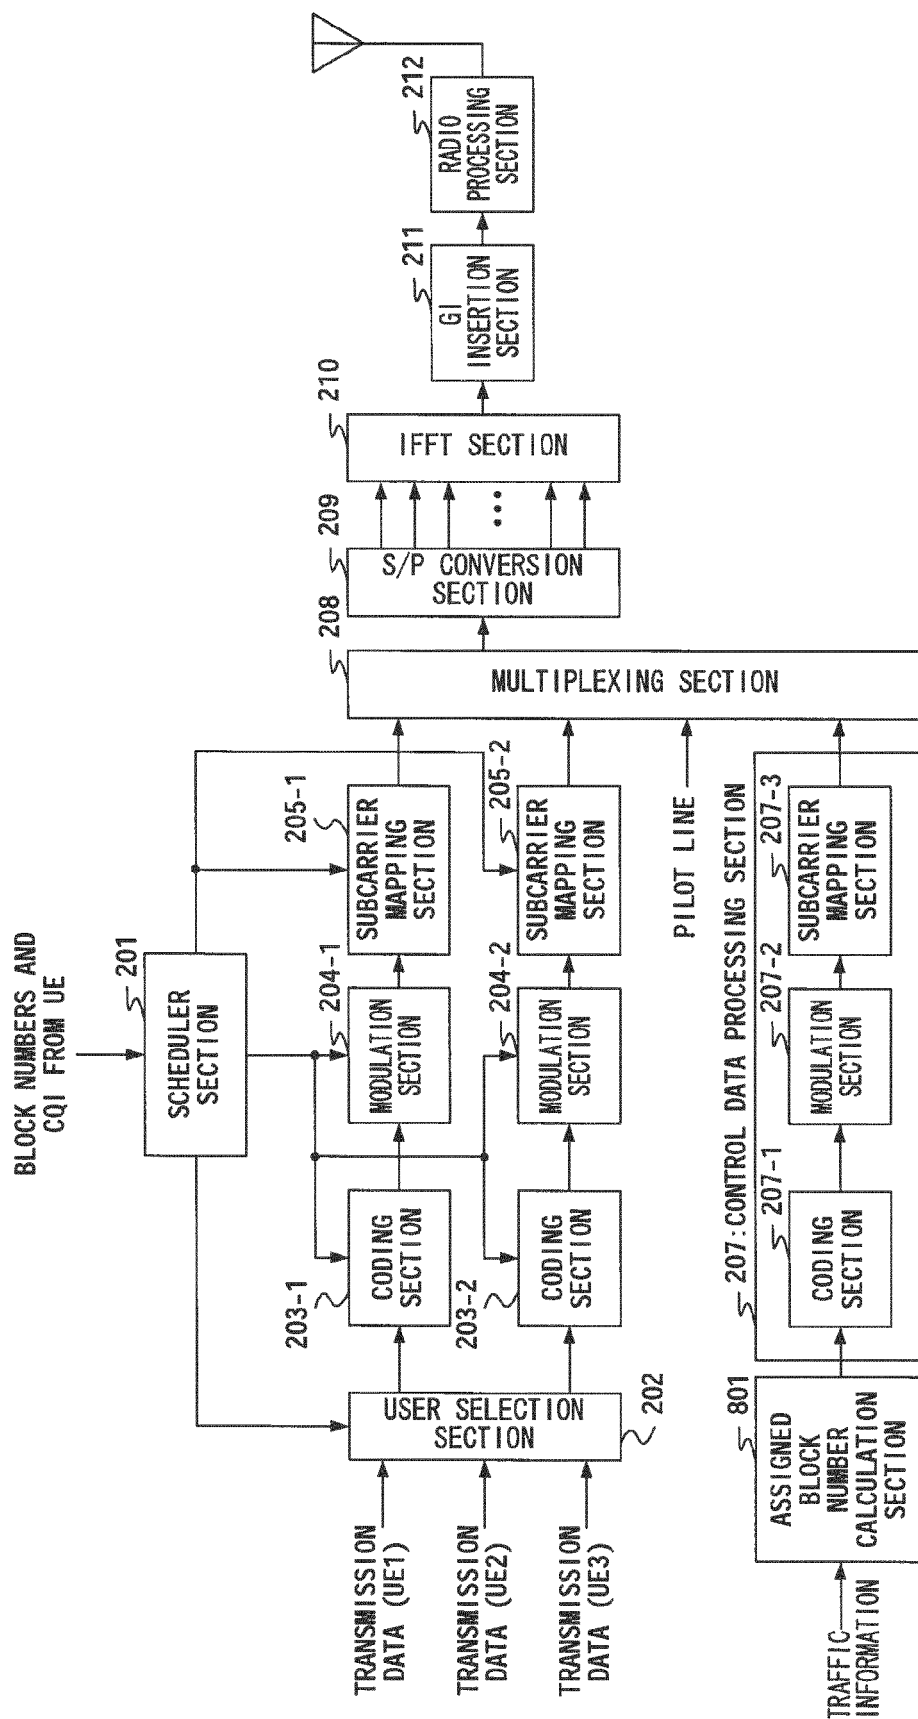 BLOCK NUMBERS AND
CQI FROM UE
201
SCHEDULER
SECTION
TRANSMISSION
DATA (UE1)
TRANSMISSION
DATA (UE2)
TRANSMISSION
DATA (UE3)
USER SELECTION
SECTION
202
203-1
CODING
SECTION
204-1
MODULATION
SECTION
205-1
SUBCARRIER
MAPPING
SECTION
203-2
CODING
SECTION
204-2
MODULATION
SECTION
205-2
SUBCARRIER
MAPPING
SECTION
PILOT LINE
TRAFFIC
INFORMATION
801
ASSIGNED
BLOCK
NUMBER
CALCULATION
SECTION
207:CONTROL DATA PROCESSING SECTION
207-1
CODING
SECTION
207-2
MODULATION
SECTION
207-3
SUBCARRIER
MAPPING
SECTION
208
MULTIPLEXING SECTION
209
S/P CONVERSION
SECTION
210
IFFT SECTION
211
GI
INSERTION
SECTION
212
RADIO
PROCESSING
SECTION